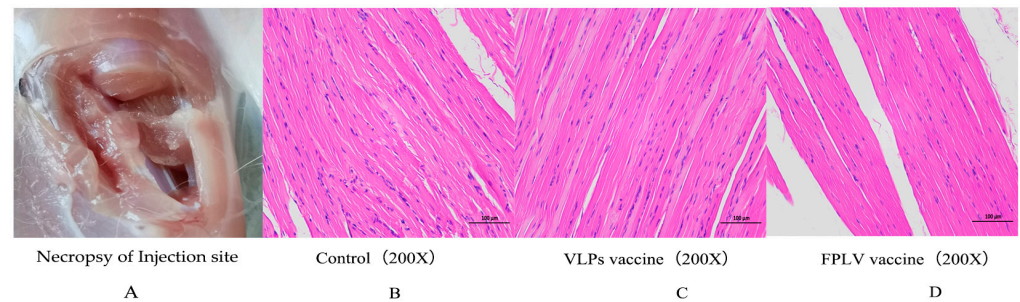 100 μm
100 μm
100 μm
Necropsy of Injection site
Control（200X）
VLPs vaccine（200X）
FPLV vaccine（200X）
A
B
C
D